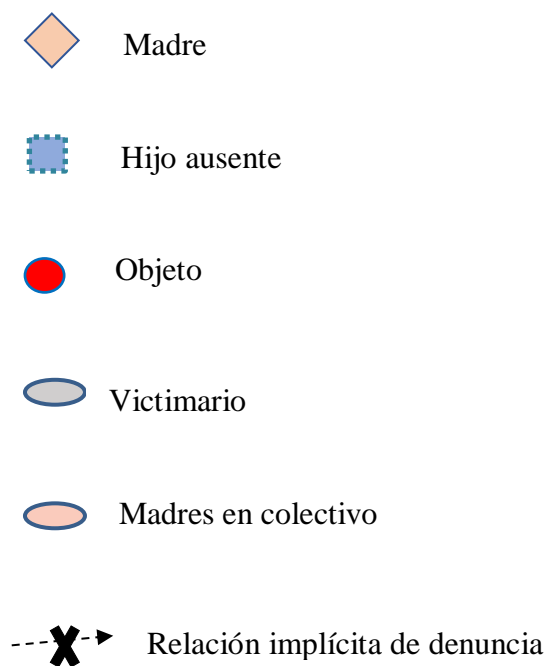 Madre
Hijo ausente
Objeto
Victimario
Madres en colectivo
Relación implícita de denuncia